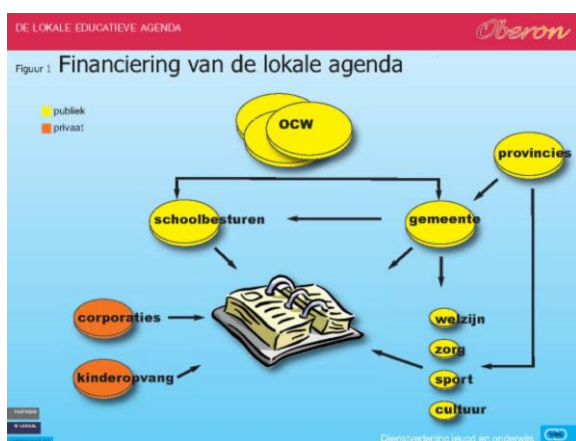 DE LOKALE EDUCATIEVE AGENDA
Oberon
Figuur 1 Financiering van de lokale agenda
publiek
privaat
OCW
provincies
schoolbesturen
gemeente
corporaties
welzijn
zorg
kinderopvang
sport
cultuur
Dienstverlening jeugd en onderwijs